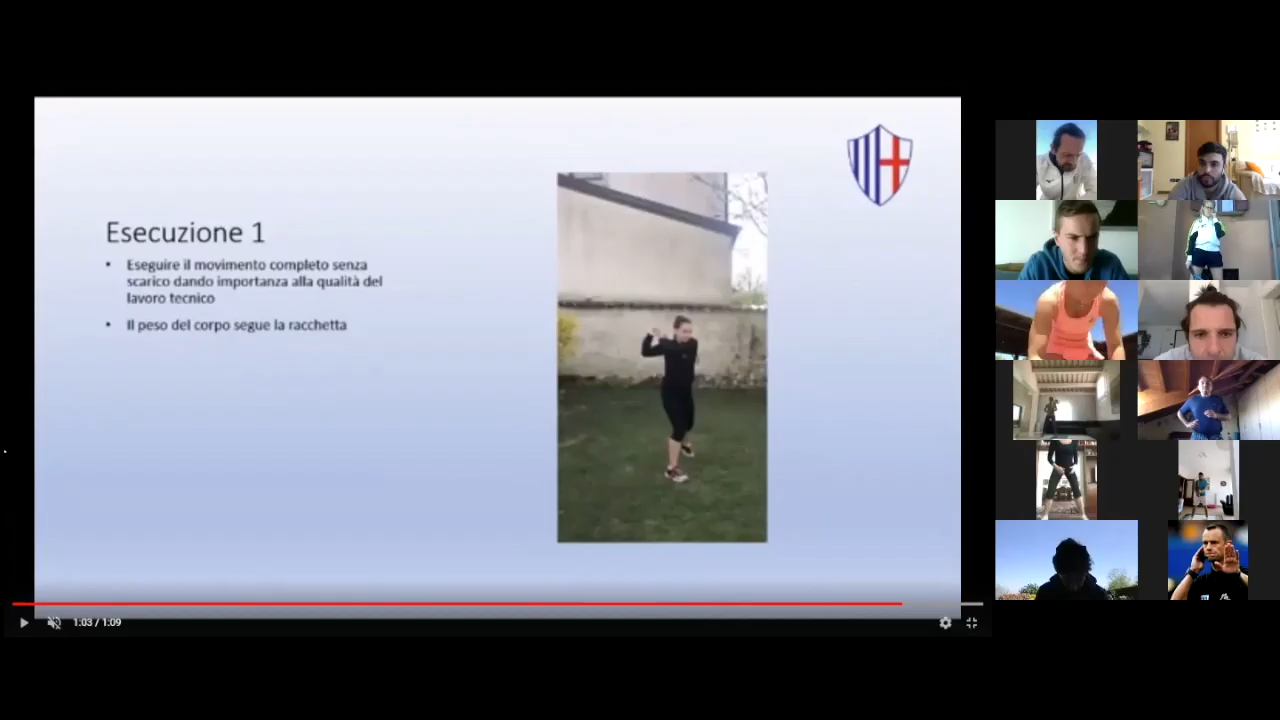 Esecuzione 1
• Eseguire il movimento completo senza
scarico dando importanza alla qualità del
lavoro tecnico
• Il peso del corpo segue la racchetta
1:03 / 1:09